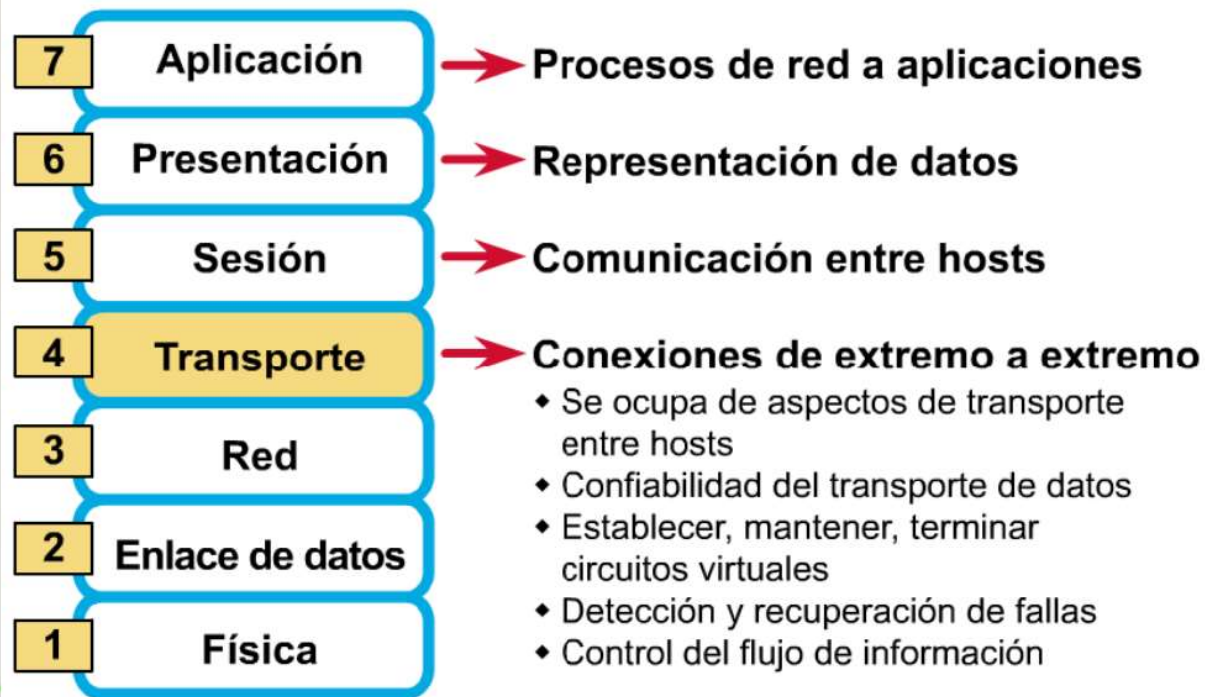 7 Aplicación Procesos de red a aplicaciones
6 Presentación Representación de datos
5 Sesión Comunicación entre hosts
4 Transporte Conexiones de extremo a extremo
◆ Se ocupa de aspectos de transporte
entre hosts
3 Red
◆ Confiabilidad del transporte de datos
◆ Establecer, mantener, terminar
2 Enlace de datos
circuitos virtuales
◆ Detección y recuperación de fallas
1 Física
◆ Control del flujo de información